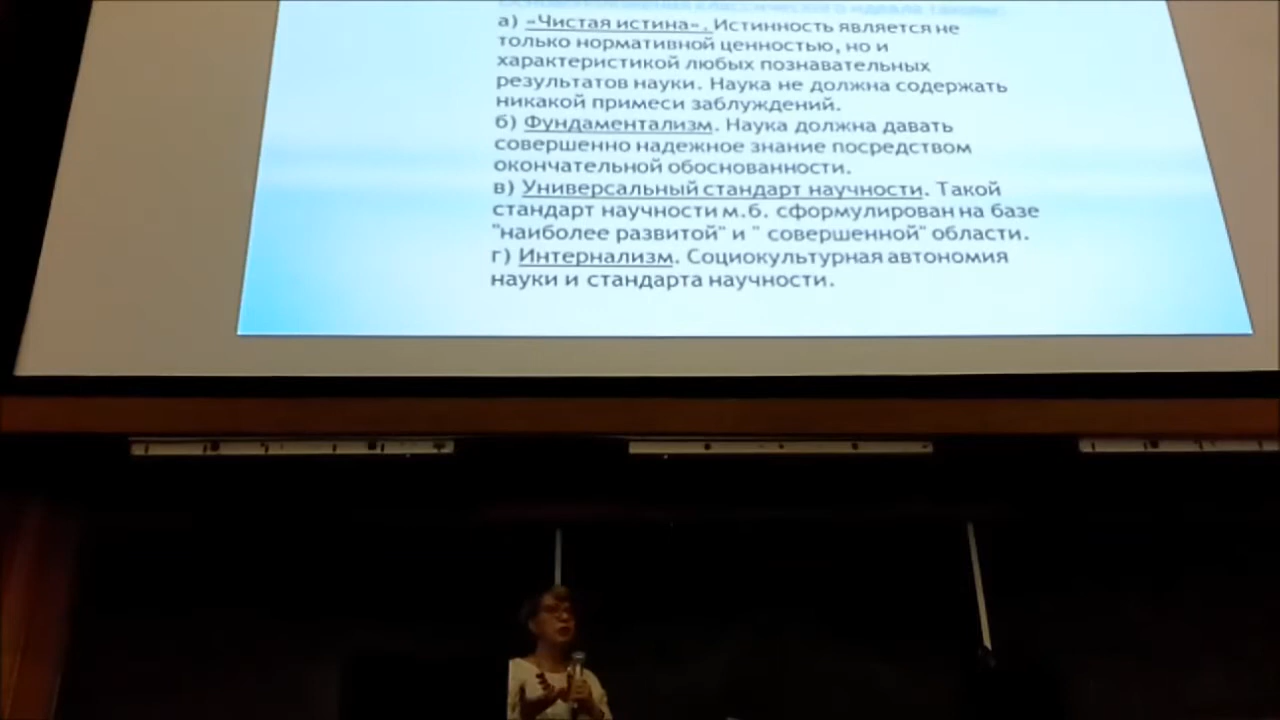 а) «Чистая истина». Истинность является не
только нормативной ценностью, но и
характеристикой любых познавательных
результатов науки. Наука не должна содержать
никакой примеси заблуждений.
б) Фундаментализм. Наука должна давать
совершенно надежное знание посредством
окончательной обоснованности.
в) Универсальный стандарт научности. Такой
стандарт научности м.б. сформулирован на базе
"наиболее развитой" и " совершенной" области.
г) Интернализм. Социокультурная автономия
науки и стандарта научности.